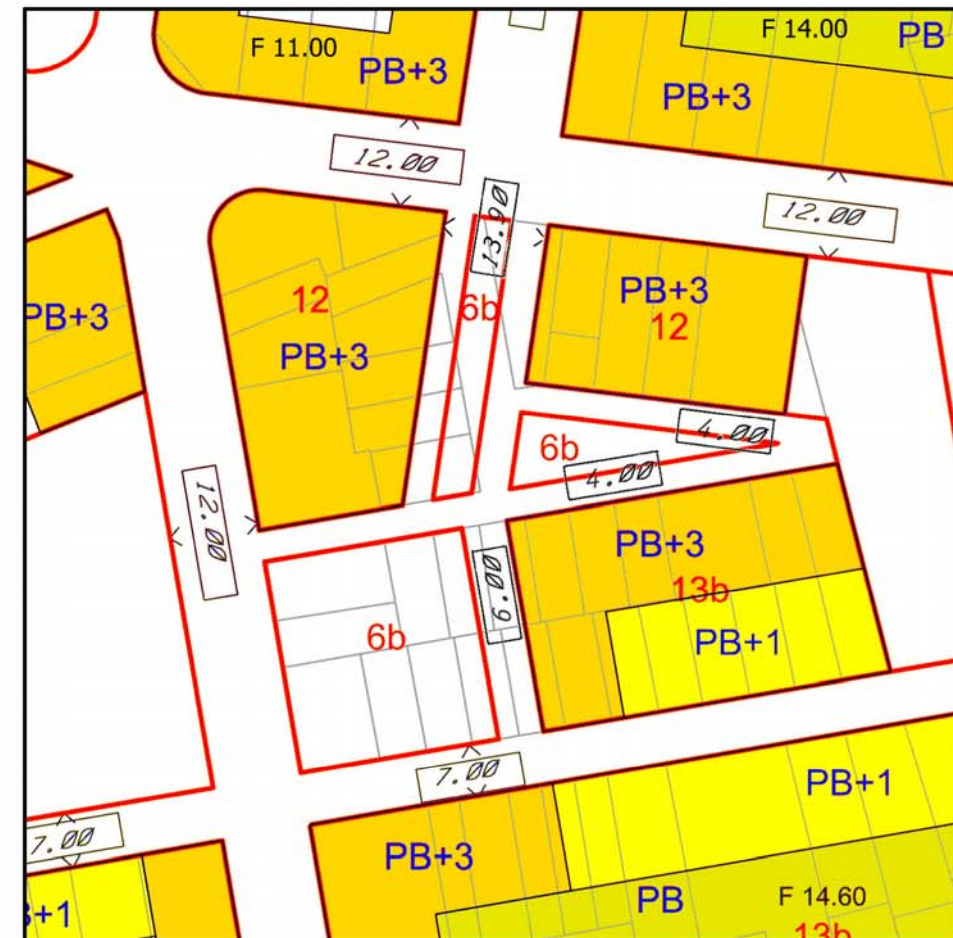 F 11.00
PB+3
F 14.00
PB
PB+3
12.00
12.00
13.90
PB+3
12
6b
PB+3
12
PB+3
6b
4.00
4.00
12.00
PB+3
6.00
13b
6b
PB+1
7.00
PB+1
7.00
PB+3
PB
F 14.60
B+1
13b